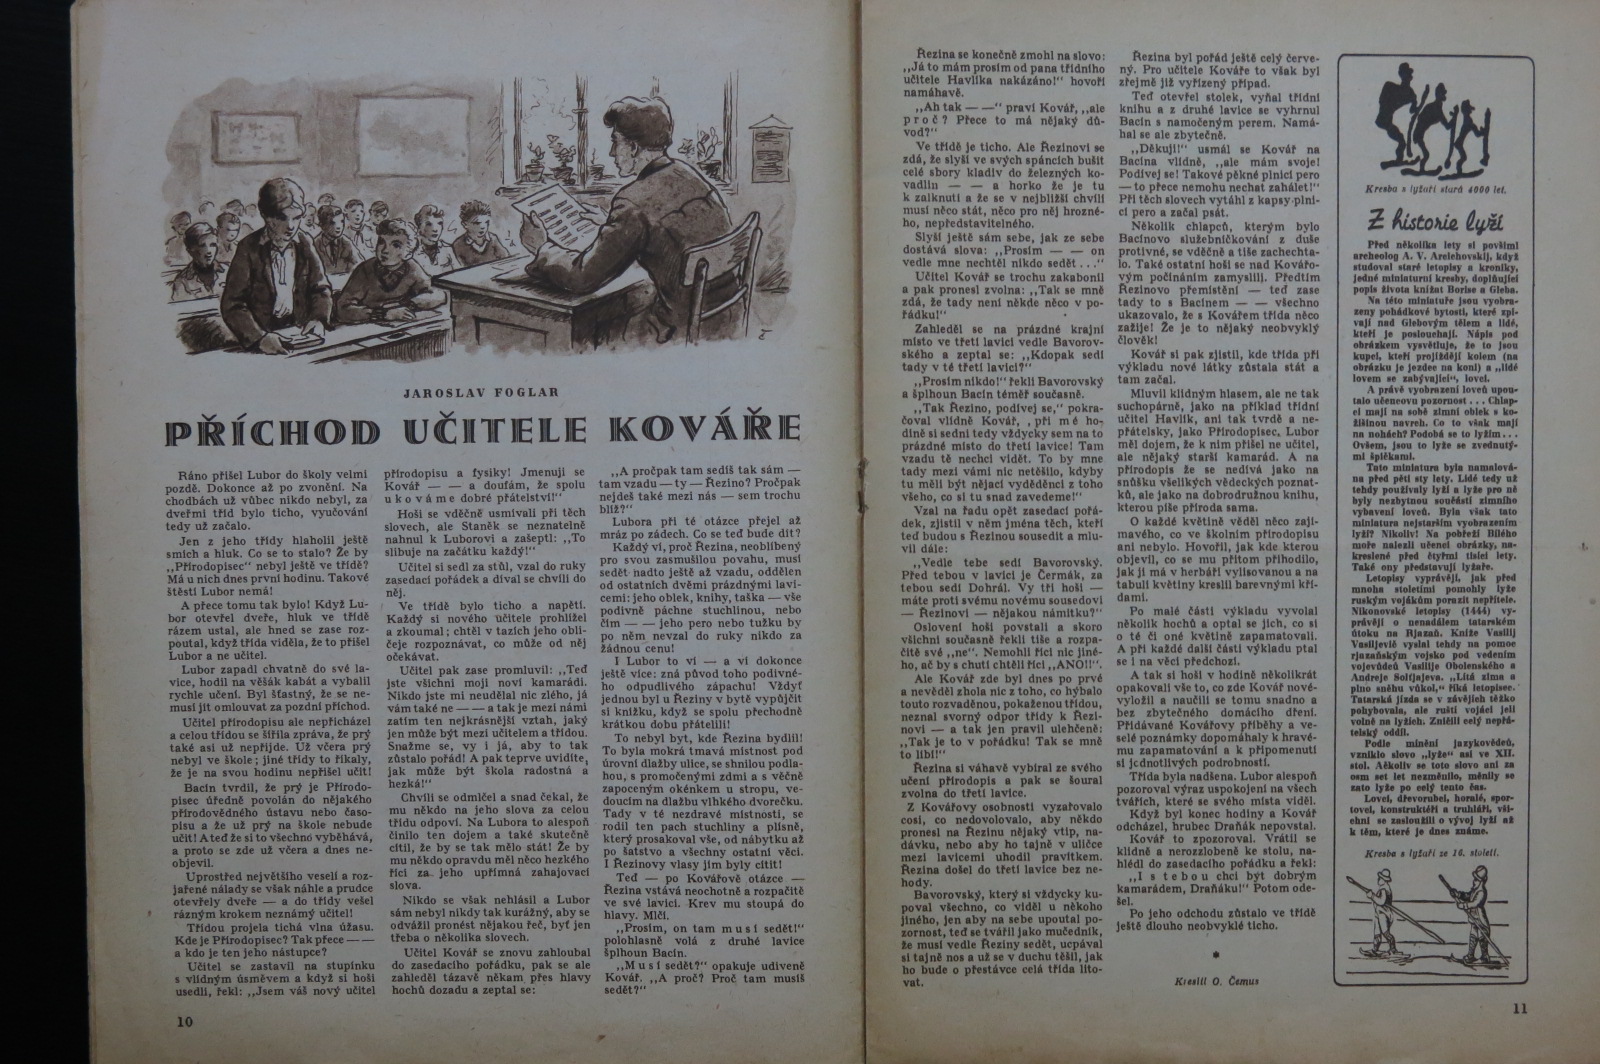 JAROSLAV FOGLAR
PŘÍCHOD UČITELE KOVÁŘE
Ráno přišel Lubor do školy velmi
pozdě. Dokonce až po zvonění. Na
chodbách už vůbec nikdo nebyl, za
dveřmi tříd bylo ticho, vyučování
tedy už začalo.
Jen z jeho třídy hlaholil ještě
smích a hluk. Co se to stalo? Že by
„Přírodopisec" nebyl ještě ve třídě?
Má u nich dnes první hodinu. Takové
štěstí Lubor nemá!
A přece tomu tak bylo! Když Lu-
bor otevřel dveře, hluk ve třídě
rázem ustal, ale hned se zase roz-
poutal, když třída viděla, že to přišel
Lubor a ne učitel.
Lubor zapadl chvatně do své la-
vice, hodil na věšák kabát a vybalil
rychle učení. Byl šťastný, že se ne-
musí jít omlouvat za pozdní příchod.
Učitel přírodopisu ale nepřicházel
a celou třídou se šířila zpráva, že prý
také asi už nepřijde. Už včera prý
nebyl ve škole; jiné třídy to říkaly,
že je na svou hodinu nepřišel učit!
Bacín tvrdil, že prý je Přírodo-
pisec úředně povolán do nějakého
přírodovědného ústavu nebo časo-
pisu a že už prý na škole nebude
učit! A teď že si to všechno vyběhává,
a proto se zde už včera a dnes ne-
objevil.
Uprostřed největšího veselí a roz-
jařené nálady se však náhle a prudce
otevřely dveře — a do třídy vešel
rázným krokem neznámý učitel!
Třídou projela tichá vlna úžasu.
Kde je Přírodopisec? Tak přece — —
a kdo je ten jeho nástupce?
Učitel se zastavil na stupínku
s vlídným úsměvem a když si hoši
usedli, řekl: „Jsem váš nový učitel
přírodopisu a fysiky! Jmenuji se
Kovář — — a doufám, že spolu
u k o v á m e dobré přátelství!"
Hoši se vděčně usmívali při těch
slovech, ale Staněk se neznatelně
nahnul k Luborovi a zašeptl: „To
slibuje na začátku každý!"
Učitel si sedl za stůl, vzal do ruky
zasedací pořádek a díval se chvíli do
něj.
Ve třídě bylo ticho a napětí.
Každý si nového učitele prohlížel
a zkoumal; chtěl v tazích jeho obli-
čeje rozpoznávat, co může od něj
očekávat.
Učitel pak zase promluvil: „Teď
jste všichni moji noví kamarádi.
Nikdo jste mi neudělal nic zlého, já
vám také ne — — a tak je mezi námi
zatím ten nejkrásnější vztah, jaký
jen může být mezi učitelem a třídou.
Snažme se, vy i já, aby to tak
zůstalo pořád! A pak teprve uvidíte,
jak může být škola radostná a
hezká!"
Chvíli se odmlčel a snad čekal, že
mu někdo na jeho slova za celou
třídu odpoví. Na Lubora to alespoň
činilo ten dojem a také skutečně
cítil, že by se tak mělo stát! Že by
mu někdo opravdu měl něco hezkého
říci za jeho upřímná zahajovací
slova.
Nikdo se však nehlásil a Lubor
sám nebyl nikdy tak kurážný, aby se
odvážil pronést nějakou řeč, byť jen
třeba o několika slovech.
Učitel Kovář se znovu zahloubal
do zasedacího pořádku, pak se ale
zahleděl tázavě někam přes hlavy
hochů dozadu a zeptal se:
„A pročpak tam sedíš tak sám —
tam vzadu — ty — Řezino? Pročpak
nejdeš také mezi nás — sem trochu
blíž?"
Lubora při té otázce přejel až
mráz po zádech. Co se teď bude dít?
Každý ví, proč Řezina, neoblíbený
pro svou zasmušilou povahu, musí
sedět nadto ještě až vzadu, oddělen
od ostatních dvěmi prázdnými lavi-
cemi: jeho oblek, knihy, taška — vše
podivně páchne stuchlinou, nebo
čím — — jeho pero nebo tužku by
po něm nevzal do ruky nikdo za
žádnou cenu!
I Lubor to ví — a ví dokonce
ještě více: zná původ toho podivné-
ho odpudlivého zápachu! Vždyť
jednou byl u Řeziny v bytě vypůjčit
si knížku, když se spolu přechodně
krátkou dobu přátelili!
To nebyl byt, kde Řezina bydlil!
To byla mokrá tmavá místnost pod
úrovní dlažby ulice, se shnilou podla-
hou, s promočenými zdmi a s věčně
zapoceným okénkem u stropu, ve-
doucím na dlažbu vlhkého dvorečku.
Tady v té nezdravé místnosti, se
rodil ten pach stuchliny a plísně,
který prosakoval vše, od nábytku až
po šatstvo a všechny ostatní věci.
I Řezinovy vlasy jím byly cítit!
Teď — po Kovářově otázce —
Řezina vstává neochotně a rozpačitě
ve své lavici. Krev mu stoupá do
hlavy. Mlčí.
„Prosím, on tam m u s í sedět!"
polohlasně volá z druhé lavice
šplhoun Bacín.
„M u s í sedět?" opakuje udiveně
Kovář. „A proč? Proč tam musíš
sedět?"
10
Řezina se konečně zmohl na slovo:
„Já to mám prosím od pana třídního
učitele Havlíka nakázáno!" hovoří
namáhavě.
„Ah tak — —" praví Kovář, „ale
p r o č ? Přece to má nějaký dů-
vod?"
Ve třídě je ticho. Ale Řezinovi se
zdá, že slyší ve svých spáncích bušit
celé sbory kladiv do železných ko-
vadlin — — a horko že je tu
k zalknutí a že se v nejbližší chvíli
musí něco stát, něco pro něj hrozné-
ho, nepředstavitelného.
Slyší ještě sám sebe, jak ze sebe
dostává slova: „Prosím — — on
vedle mne nechtěl nikdo sedět . . ."
Učitel Kovář se trochu zakabonil
a pak pronesl zvolna: „Tak se mně
zdá, že tady není někde něco v po-
řádku!"
Zahleděl se na prázdné krajní
místo ve třetí lavici vedle Bavorov-
ského a zeptal se: „Kdopak sedí
tady v té třetí lavici?"
„Prosím nikdo!" řekli Bavorovský
a šplhoun Bacín téměř současně.
„Tak Řezino, podívej se," pokra-
čoval vlídně Kovář, „při m é ho-
dině si sedni tedy vždycky sem na to
prázdné místo do třetí lavice! Tam
vzadu tě nechci vidět. To by mne
tady mezi vámi nic netěšilo, kdyby
tu měli být nějací vyděděnci z toho
všeho, co si tu snad zavedeme!"
Vzal na řadu opět zasedací pořá-
dek, zjistil v něm jména těch, kteří
teď budou s Řezinou sousedit a mlu-
vil dále:
„Vedle tebe sedí Bavorovský.
Před tebou v lavici je Čermák, za
tebou sedí Dohrál. Vy tři hoši —
máte proti svému novému sousedovi
— Řezinovi — nějakou námitku?"
Oslovení hoši povstali a skoro
všichni současně řekli tiše a rozpa-
čitě své „ne". Nemohli říci nic jiné-
ho, ač by s chutí chtěli říci „ANO!!".
Ale Kovář zde byl dnes po prvé
a nevěděl zhola nic z toho, co hýbalo
touto rozvaděnou, pokaženou třídou,
neznal svorný odpor třídy k Řezi-
novi — a tak jen pravil ulehčeně:
„Tak je to v pořádku! Tak se mně
to líbí!"
Řezina si váhavě vybíral ze svého
učení přírodopis a pak se šoural
zvolna do třetí lavice.
Z Kovářovy osobnosti vyzařovalo
cosi, co nedovolovalo, aby někdo
pronesl na Řezinu nějaký vtip, na-
dávku, nebo aby ho tajně v uličce
mezi lavicemi uhodil pravítkem.
Řezina došel do třetí lavice bez ne-
hody.
Bavorovský, který si vždycky ku-
poval všechno, co viděl u někoho
jiného, jen aby na sebe upoutal po-
zornost, teď se tvářil jako mučedník,
že musí vedle Řeziny sedět, ucpával
si tajně nos a už se v duchu těšil, jak
ho bude o přestávce celá třída lito-
vat.
Řezina byl pořád ještě celý červe-
ný. Pro učitele Kováře to však byl
zřejmě již vyřízený případ.
Teď otevřel stolek, vyňal třídní
knihu a z druhé lavice se vyhrnul
Bacín s namočeným perem. Namá-
hal se ale zbytečně.
„Děkuji!" usmál se Kovář na
Bacína vlídně, „ale mám svoje!
Podívej se! Takové pěkné plnicí pero
— to přece nemohu nechat zahálet!"
Při těch slovech vytáhl z kapsy plni-
cí pero a začal psát.
Několik chlapců, kterým bylo
Bacínovo služebníčkování z duše
protivné, se vděčně a tiše zachechta-
lo. Také ostatní hoši se nad Kovářo-
vým počínáním zamyslili. Předtím
Řezinovo přemístění — teď zase
tady to s Bacínem — — všechno
ukazovalo, že s Kovářem třída něco
zažije! Že je to nějaký neobvyklý
člověk!
Kovář si pak zjistil, kde třída při
výkladu nové látky zůstala stát a
tam začal.
Mluvil klidným hlasem, ale ne tak
suchopárně, jako na příklad třídní
učitel Havlík, ani tak tvrdě a ne-
přátelsky, jako Přírodopisec. Lubor
měl dojem, že k nim přišel ne učitel,
ale nějaký starší kamarád. A na
přírodopis že se nedívá jako na
snůšku všelikých vědeckých poznat-
ků, ale jako na dobrodružnou knihu,
kterou píše příroda sama.
O každé květině věděl něco zají-
mavého, co ve školním přírodopisu
ani nebylo. Hovořil, jak kde kterou
objevil, co se mu přitom přihodilo,
jak ji má v herbáři vylisovanou a na
tabuli květiny kreslil barevnými kří-
dami.
Po malé části výkladu vyvolal
několik hochů a optal se jich, co si
o té či oné květině zapamatovali.
A při každé další části výkladu ptal
se i na věci předchozí.
A tak si hoši v hodině několikrát
opakovali vše to, co zde Kovář nově
vyložil a naučili se tomu snadno a
bez zbytečného domácího dření.
Přidávané Kovářovy příběhy a ve-
selé poznámky dopomáhaly k hravé-
mu zapamatování a k připomenutí
si jednotlivých podrobností.
Třída byla nadšena. Lubor alespoň
pozoroval výraz uspokojení na všech
tvářích, které se svého místa viděl.
Když byl konec hodiny a Kovář
odcházel, hrubec Draňák nepovstal.
Kovář to zpozoroval. Vrátil se
klidně a nerozzlobeně ke stolu, na-
hlédl do zasedacího pořádku a řekl:
„I s t e b o u chci být dobrým
kamarádem, Draňáku!" Potom ode-
šel.
Po jeho odchodu zůstalo ve třídě
ještě dlouho neobvyklé ticho.
*
Kreslil O. Čemus
Kresba s lyžaři stará 4000 let.
Z historie lyží
Před několika lety si povšiml
archeolog A. V. Arcichovskij, když
studoval staré letopisy a kroniky,
jedné miniaturní kresby, doplňující
popis života knížat Borise a Gleba.
Na této miniatuře jsou vyobra-
zeny pohádkové bytosti, které zpí-
vají nad Glebovým tělem a lidé,
kteří je poslouchají. Nápis pod
obrázkem vysvětluje, že to jsou
kupci, kteří projíždějí kolem (na
obrázku je jezdec na koni) a „lidé
lovem se zabývající", lovci.
A právě vyobrazení lovců upou-
talo učencovu pozornost . . . Chlap-
ci mají na sobě zimní oblek s ko-
žišinou navrch. Co to však mají
na nohách? Podobá se to lyžím . . .
Ovšem, jsou to lyže se zvednutý-
mi špičkami.
Tato miniatura byla namalová-
na před pěti sty lety. Lidé tedy už
tehdy používaly lyží a lyže pro ně
byly nezbytnou součástí zimního
vybavení lovců. Byla však tato
miniatura nejstarším vyobrazením
lyží? Nikoliv! Na pobřeží Bílého
moře nalezli učenci obrázky, na-
kreslené před čtyřmi tisíci lety.
Také ony představují lyžaře.
Letopisy vyprávějí, jak před
mnoha stoletími pomohly lyže
ruským vojákům porazit nepřítele.
Nikonovské letopisy (1444) vy-
právějí o nenadálém tatarském
útoku na Rjazaň. Kníže Vasilij
Vasiljevič vyslal tehdy na pomoc
rjazaňským vojsko pod vedením
vojevůdců Vasilije Obolenského a
Andreje Soltjajeva. „Lítá zima a
plno sněhu vůkol," říká letopisec.
Tatarská jízda se v závějích těžko
pohybovala, ale ruští vojáci jeli
volně na lyžích. Zničili celý nepřá-
telský oddíl.
Podle mínění jazykovědců,
vzniklo slovo „lyže" asi ve XII.
stol. Ačkoliv se toto slovo ani za
osm set let nezměnilo, měnily se
zato lyže po celý tento čas.
Lovci, dřevorubci, horalé, spor-
tovci, konstruktéři a truhláři, vši-
chni se zasloužili o vývoj lyží až
k těm, které je dnes známe.
Kresba s lyžaři ze 16. století.
11